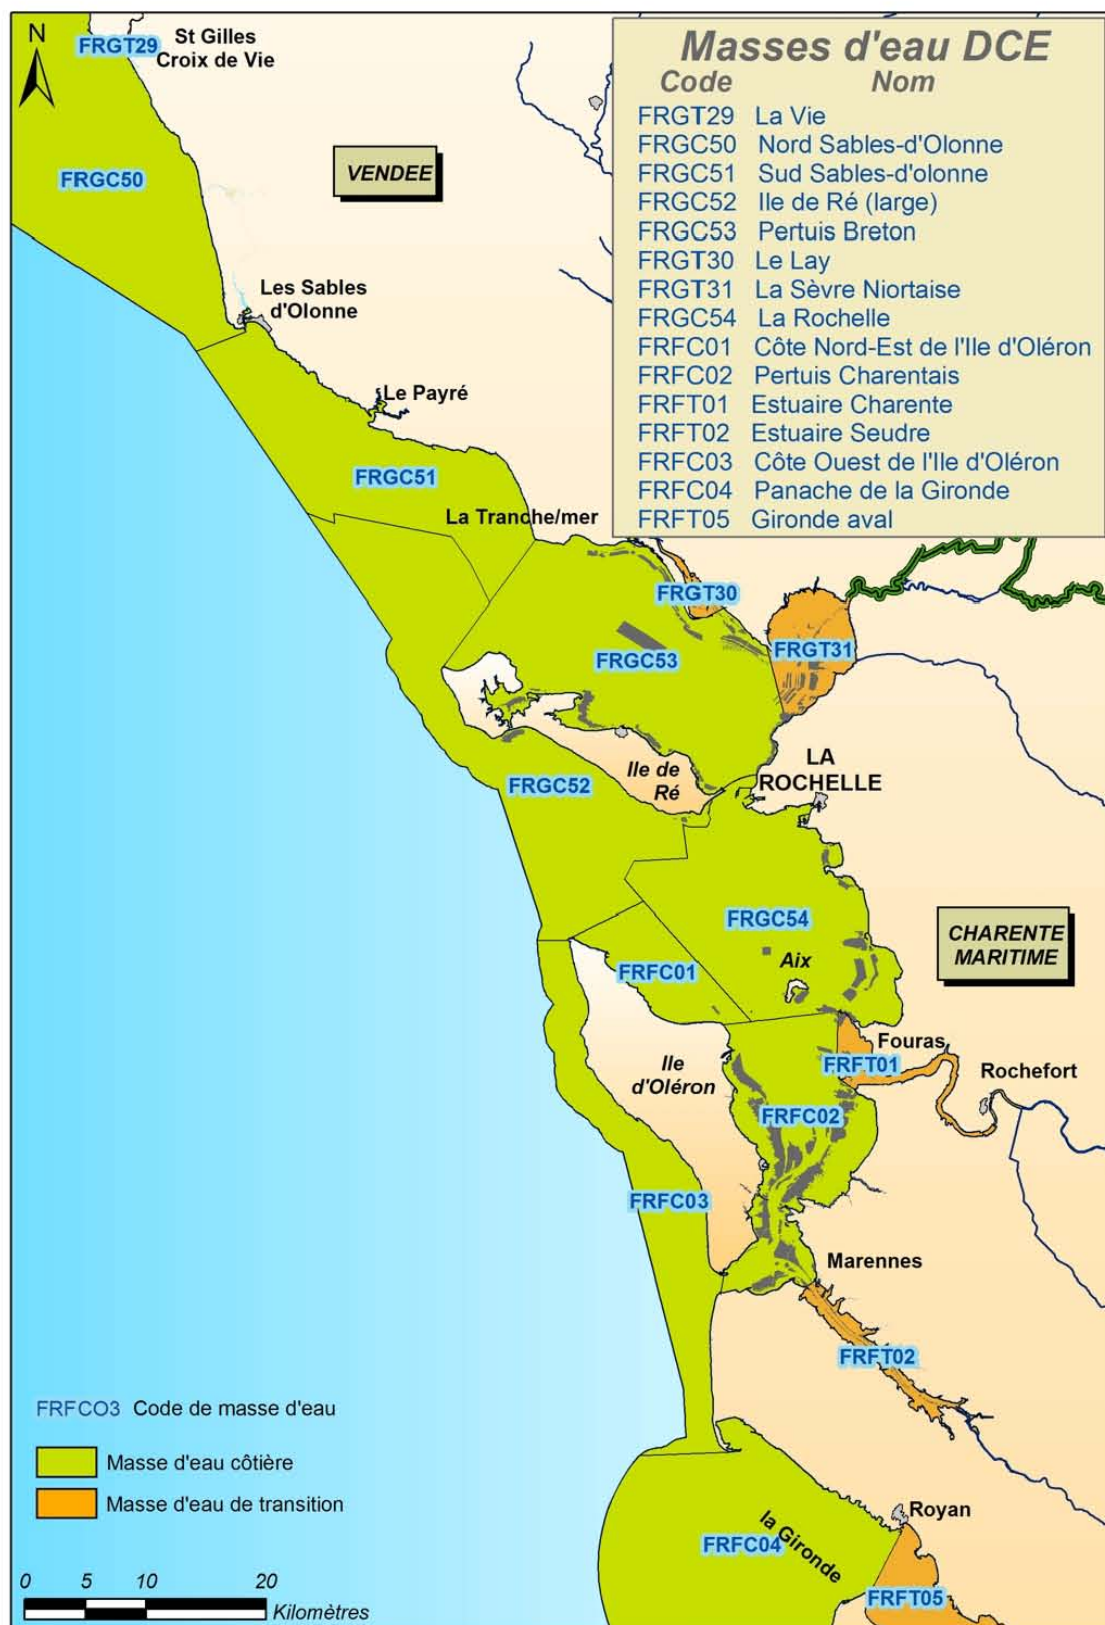 N
FRGT29
St Gilles
Croix de Vie
Masses d'eau DCE
Code Nom
FRGT29 La Vie
FRGC50 Nord Sables-d'Olonne
FRGC51 Sud Sables-d'olonne
FRGC52 Ile de Ré (large)
FRGC53 Pertuis Breton
FRGT30 Le Lay
FRGT31 La Sèvre Niortaise
FRGC54 La Rochelle
FRFC01 Côte Nord-Est de l'Ile d'Oléron
FRFC02 Pertuis Charentais
FRFT01 Estuaire Charente
FRFT02 Estuaire Seudre
FRFC03 Côte Ouest de l'Ile d'Oléron
FRFC04 Panache de la Gironde
FRFT05 Gironde aval
FRGC50
VENDEE
Les Sables
d'Olonne
Le Payré
FRGC51
La Tranche/mer
FRGT30
FRGC53
FRGT31
Ile de
Ré
LA
ROCHELLE
FRGC52
FRGC54
CHARENTE
MARITIME
FRFC01
Aix
Fouras
FRFT01
Rochefort
Ile
d'Oléron
FRFC02
FRFC03
Marennes
FRFT02
FRFCO3 Code de masse d'eau
Masse d'eau côtière
Masse d'eau de transition
Royan
la Gironde
FRFC04
FRFT05
0 5 10 20
Kilomètres